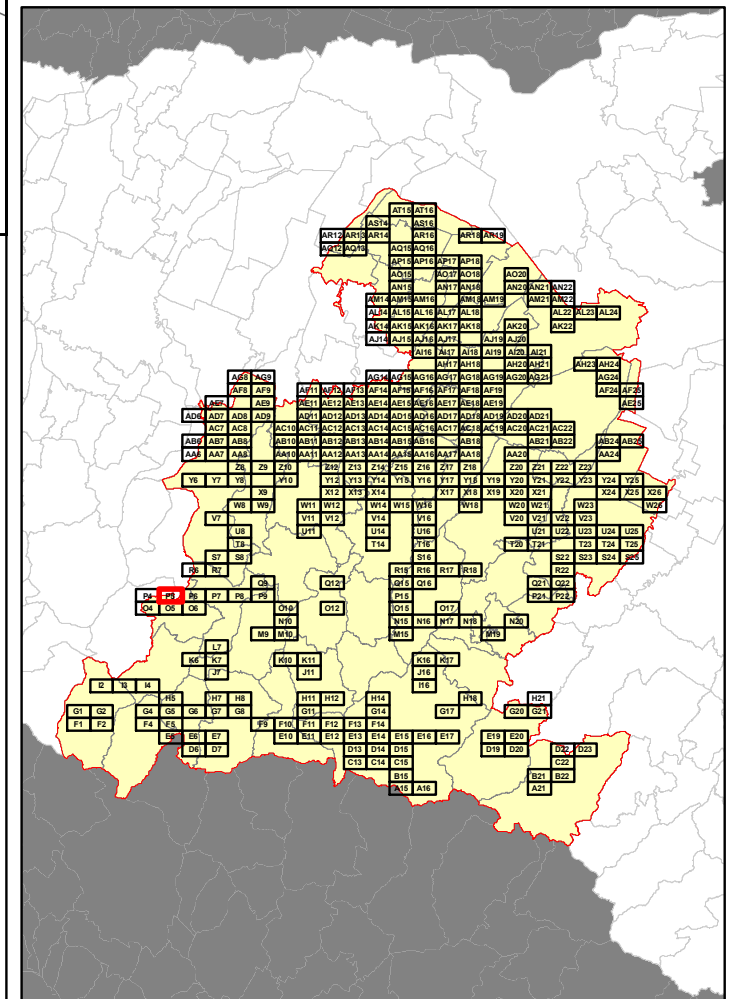 AT15 AT16
AS14 AS16
AR12 AR13 AR14 AR16 AR18 AR19
AQ12 AQ13 AQ15 AQ16
AP15 AP16 AP17 AP18
AO15 AO17 AO18 AO20
AN15 AN17 AN18 AN20 AN21 AN22
AM14 AM15 AM16 AM18 AM19 AM21 AM22
AL14 AL15 AL16 AL17 AL18 AL22 AL23 AL24
AK14 AK15 AK16 AK17 AK18 AK20 AK22
AJ14 AJ15 AJ16 AJ17 AJ19 AJ20
AI16 AI17 AI18 AI19 AI20 AI21
AH17 AH18 AH20 AH21 AH23 AH24
AG8 AG9 AG14 AG15 AG16 AG17 AG18 AG19 AG20 AG21 AG24
AF8 AF9 AF11 AF12 AF13 AF14 AF15 AF16 AF17 AF18 AF19 AF24 AF25
AE7 AE9 AE11 AE12 AE13 AE14 AE15 AE16 AE17 AE18 AE19 AE25
AD6 AD7 AD8 AD9 AD11 AD12 AD13 AD14 AD15 AD16 AD17 AD18 AD19 AD20 AD21
AC7 AC8 AC10 AC11 AC12 AC13 AC14 AC15 AC16 AC17 AC18 AC19 AC20 AC21 AC22
AB6 AB7 AB8 AB10 AB11 AB12 AB13 AB14 AB15 AB16 AB18 AB21 AB22 AB24 AB25
AA6 AA7 AA8 AA10 AA11 AA12 AA13 AA14 AA15 AA16 AA17 AA18 AA20 AA24
Z8 Z9 Z10 Z12 Z13 Z14 Z15 Z16 Z17 Z18 Z20 Z21 Z22 Z23
Y6 Y7 Y8 Y10 Y12 Y13 Y14 Y15 Y16 Y17 Y18 Y19 Y20 Y21 Y22 Y23 Y24 Y25
X9 X12 X13 X14 X17 X18 X19 X20 X21 X24 X25 X26
W8 W9 W11 W12 W14 W15 W16 W18 W20 W21 W23 W26
V7 V11 V12 V14 V16 V20 V21 V22 V23
U8 U11 U14 U16 U21 U22 U23 U24 U25
T8 T14 T16 T20 T21 T23 T24 T25
S7 S8 S16 S22 S23 S24 S25
R6 R7 R15 R16 R17 R18 R22
Q9 Q12 Q15 Q16 Q21 Q22
P4 P5 P6 P7 P8 P9 P15 P21 P22
O4 O5 O6 O10 O12 O15 O17
N10 N15 N16 N17 N18 N20
M9 M10 M15 M19
L7
K6 K7 K10 K11 K16 K17
J7 J11 J16
I2 I3 I4 I16
H5 H7 H8 H11 H12 H14 H18 H21
G1 G2 G4 G5 G6 G7 G8 G11 G14 G17 G20 G21
F1 F2 F4 F5 F9 F10 F11 F12 F13 F14
E5 E6 E7 E10 E11 E12 E13 E14 E15 E16 E17 E19 E20
D6 D7 D13 D14 D15 D19 D20 D22 D23
C13 C14 C15 C22
B15 B21 B22
A15 A16 A21